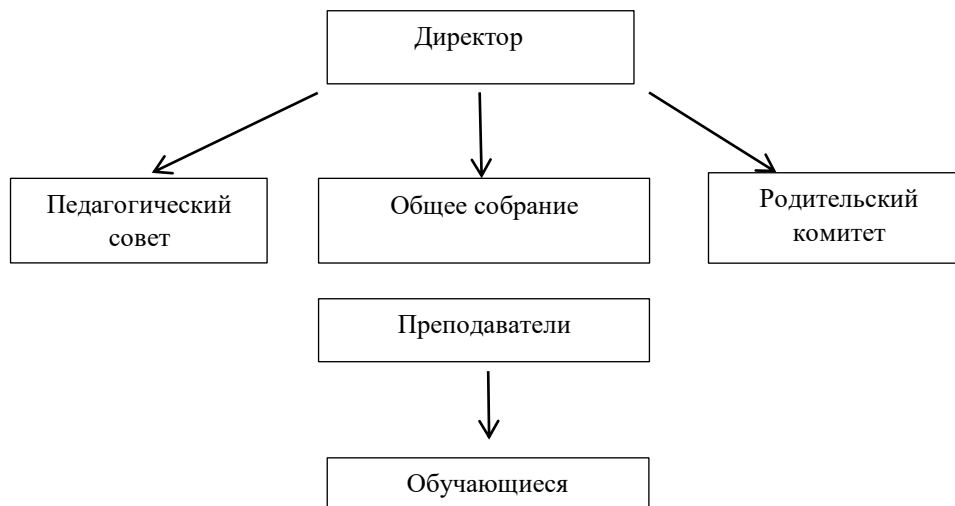 Директор
Педагогический
совет
Общее собрание
Родительский
комитет
Преподаватели
Обучающиеся